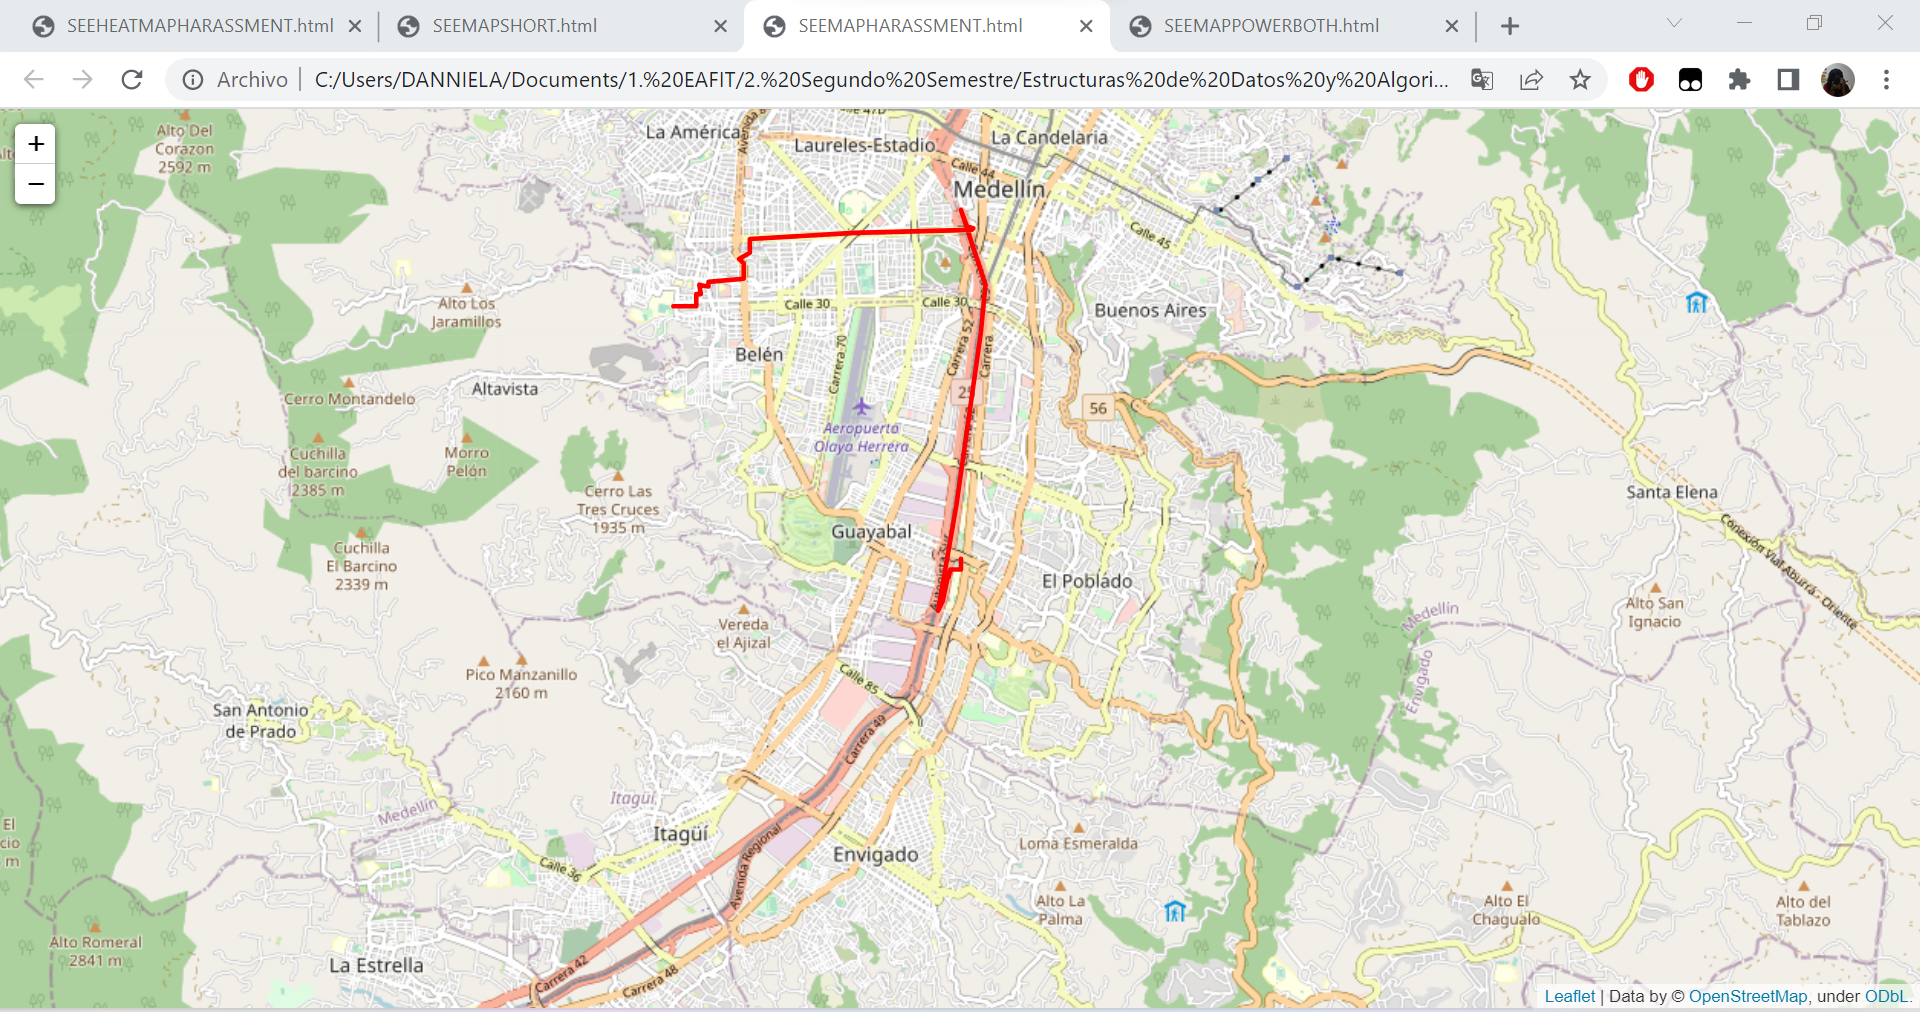 SEEHEATMAPHARASSMENT.html
SEEMAPSHORT.html
SEEMAPHARASSMENT.html
SEEMAPPOWERBOTH.html
Archivo
C:/Users/DANNIELA/Documents/1.%20EAFIT/2.%20Segundo%20Semestre/Estructuras%20de%20Datos%20y%20Algori...
+
−
Alto Del
Corazon
2592 m
La América
Laureles-Estadio
La Candelaria
Calle 44
Medellín
Calle 45
Alto Los
Jaramillos
Calle 30
Calle 30
Buenos Aires
Belén
Altavista
Carrera 70
Carrera 52
Carrera
Cerro Montandelo
56
Aeropuerto
Olaya Herrera
Cuchilla
del barcino
2385 m
Morro
Pelón
Cerro Las
Tres Cruces
1935 m
Santa Elena
Conexión Vial Aburrá - Oriente
Guayabal
Cuchilla
El Barcino
2339 m
El Poblado
Alto San
Ignacio
Medellín
Envigado
Vereda
el Ajizal
Pico Manzanillo
2160 m
Calle 85
San Antonio
de Prado
Carrera 49
Itagüí
Medellín
Itagüí
Envigado
Loma Esmeralda
Calle 36
Avenida Regional
Alto La
Palma
Alto El
Chagualo
Alto del
Tablazo
Alto Romeral
2841 m
La Estrella
Carrera 42
Carrera 48
Leaflet | Data by © OpenStreetMap, under ODbL.